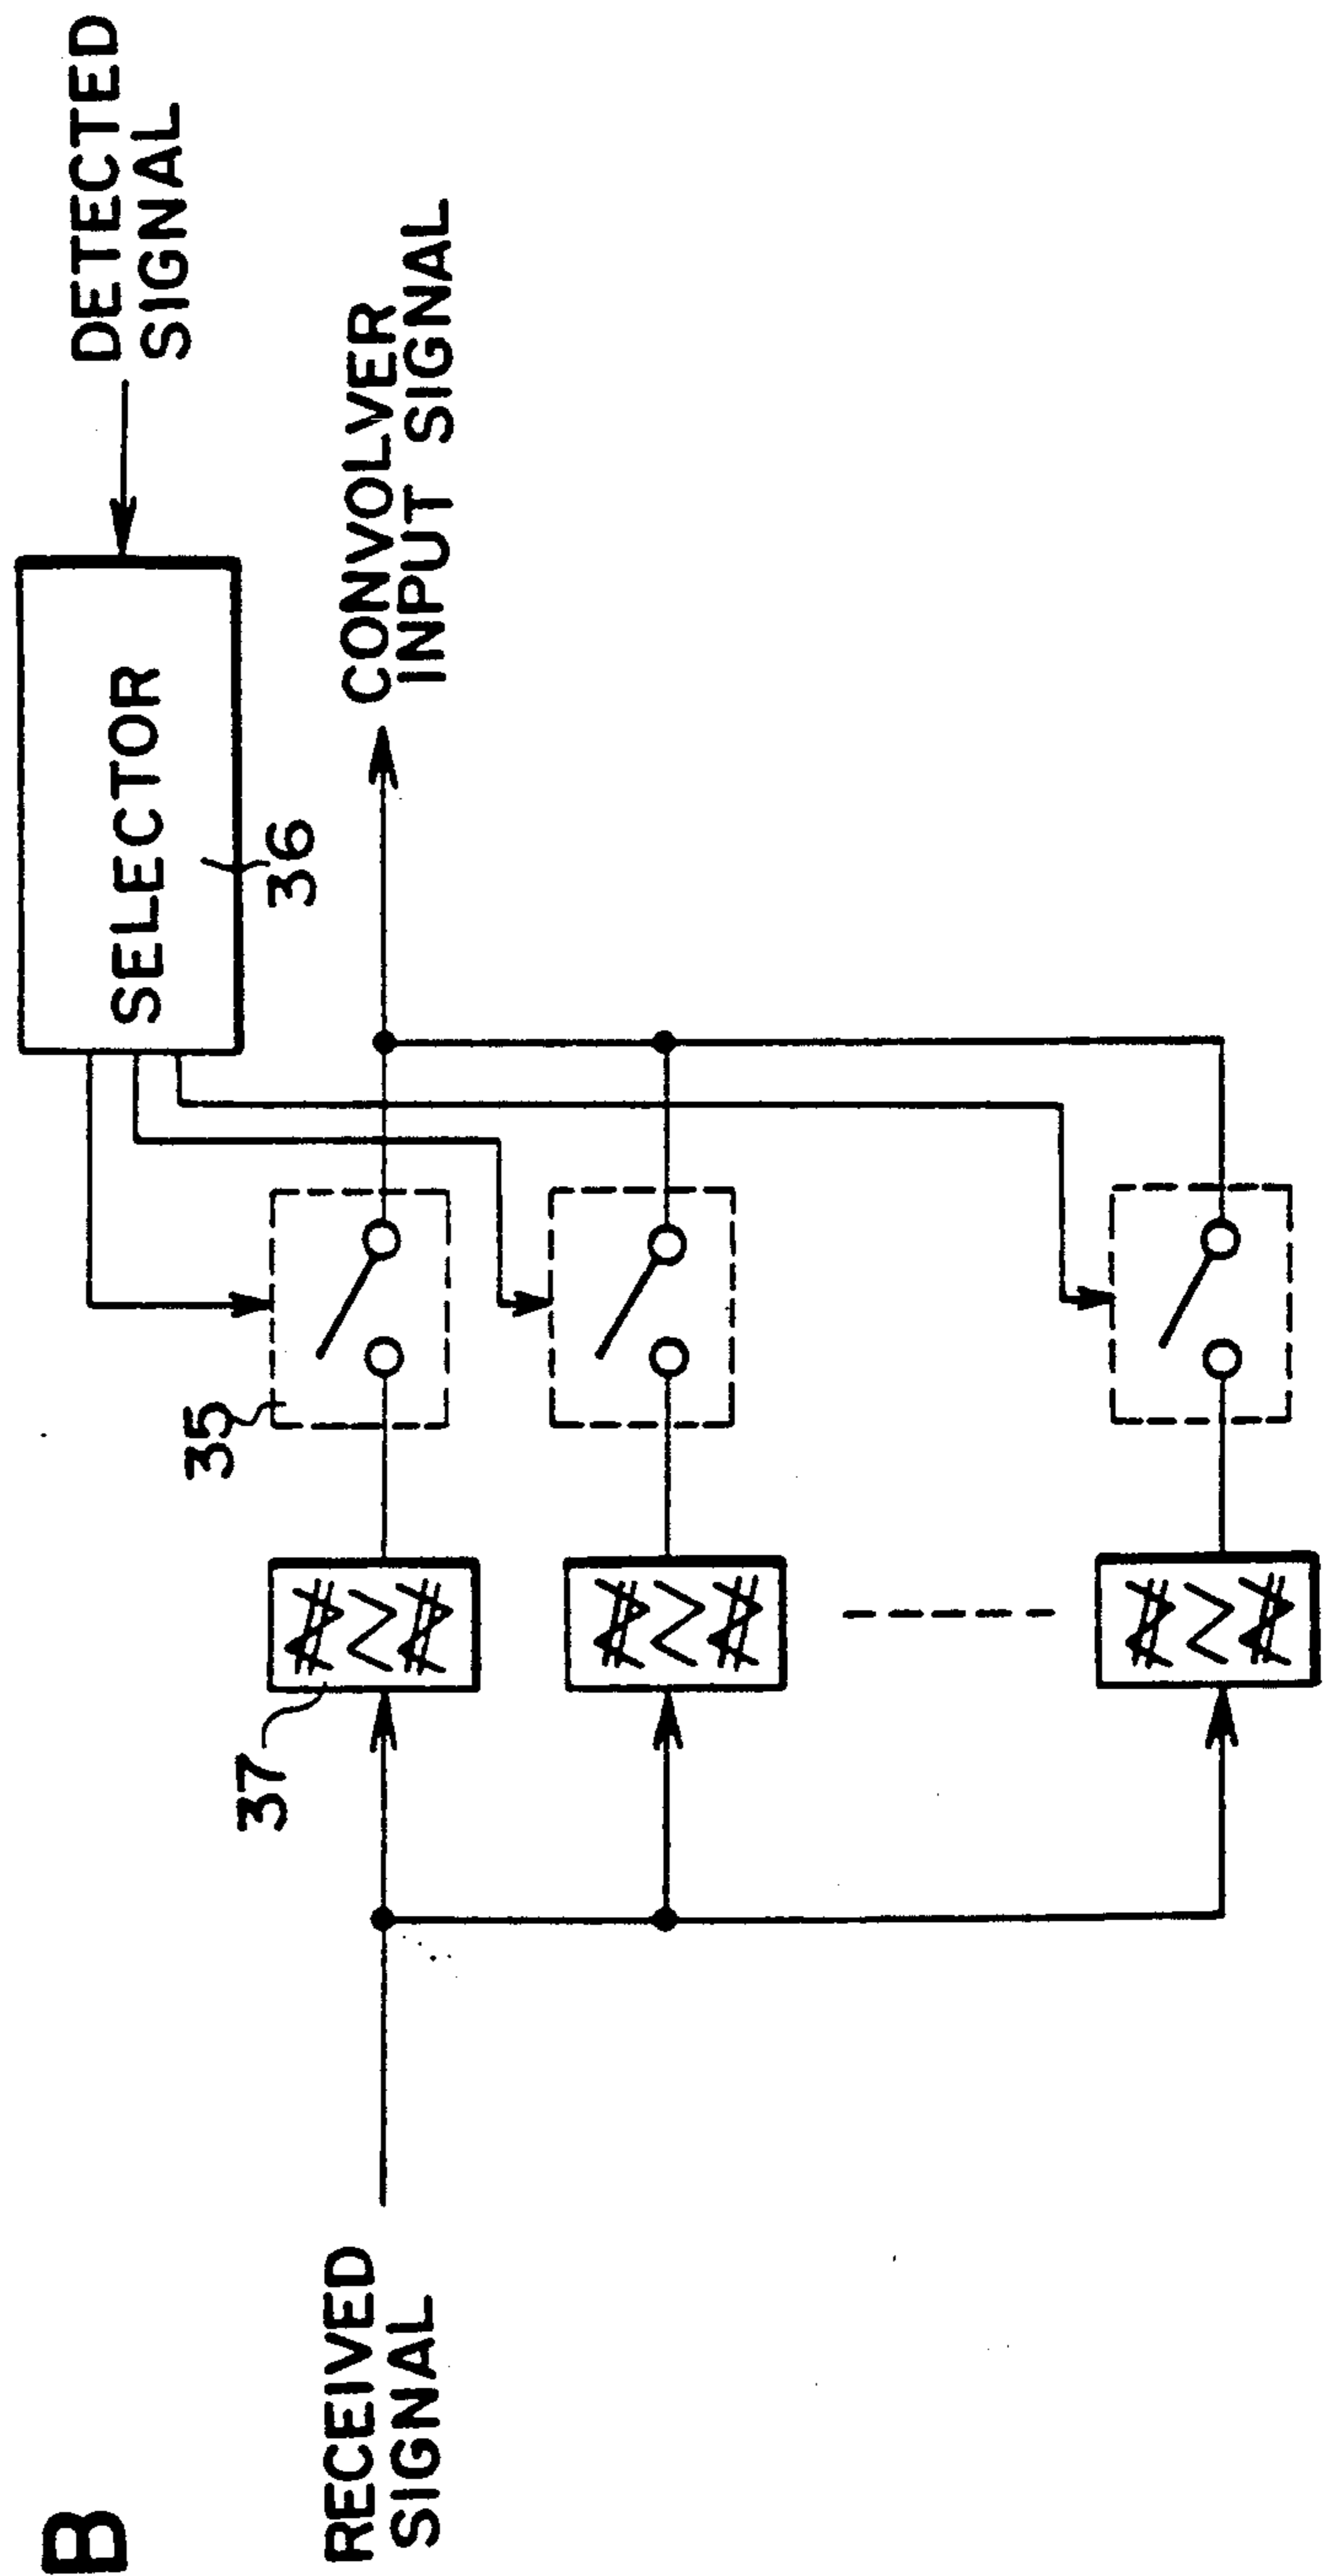 B
DETECTED
SIGNAL
SELECTOR
36
CONVOLVER
INPUT SIGNAL
35
37
RECEIVED
SIGNAL